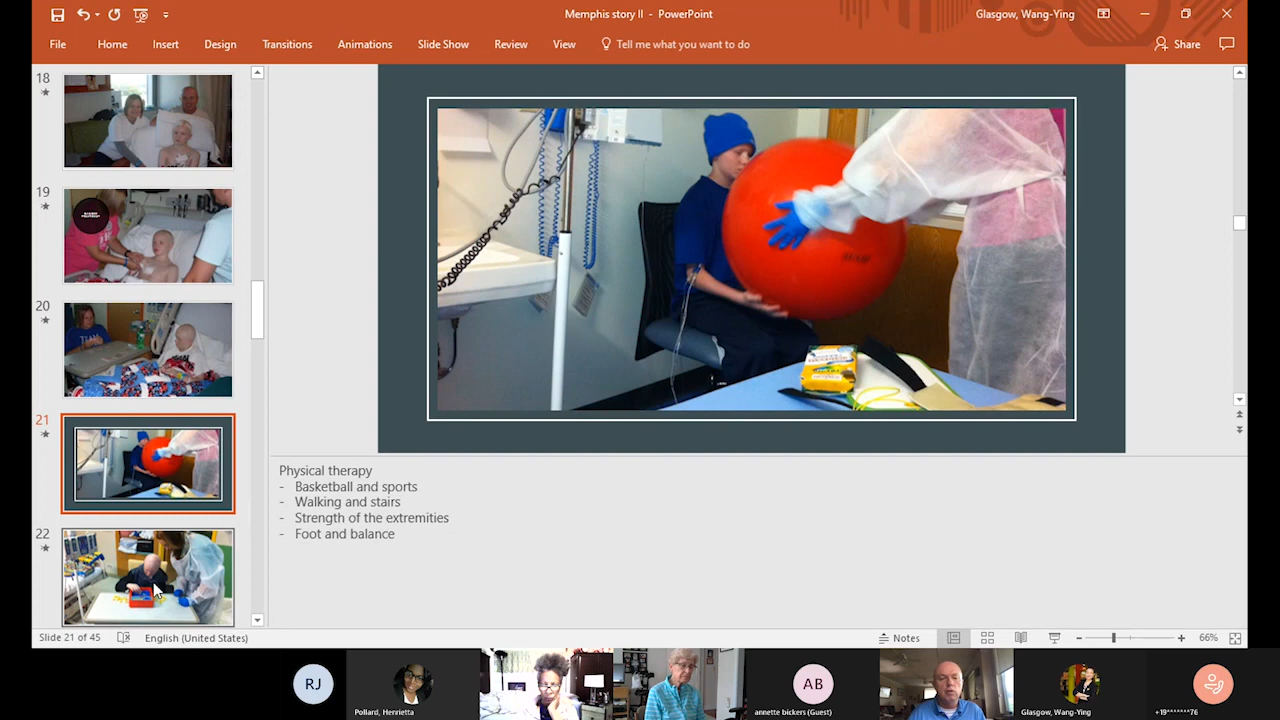 Memphis story II - PowerPoint
Glasgow, Wang-Ying
File
Home
Insert
Design
Transitions
Animations
Slide Show
Review
View
Tell me what you want to do
Share
18
19
20
21
22
Physical therapy
- Basketball and sports
- Walking and stairs
- Strength of the extremities
- Foot and balance
Slide 21 of 45
English (United States)
Notes
66%
RJ
Pollard, Henrietta
AB
annette bickers (Guest)
Glasgow, Wang-Ying
+19*******76